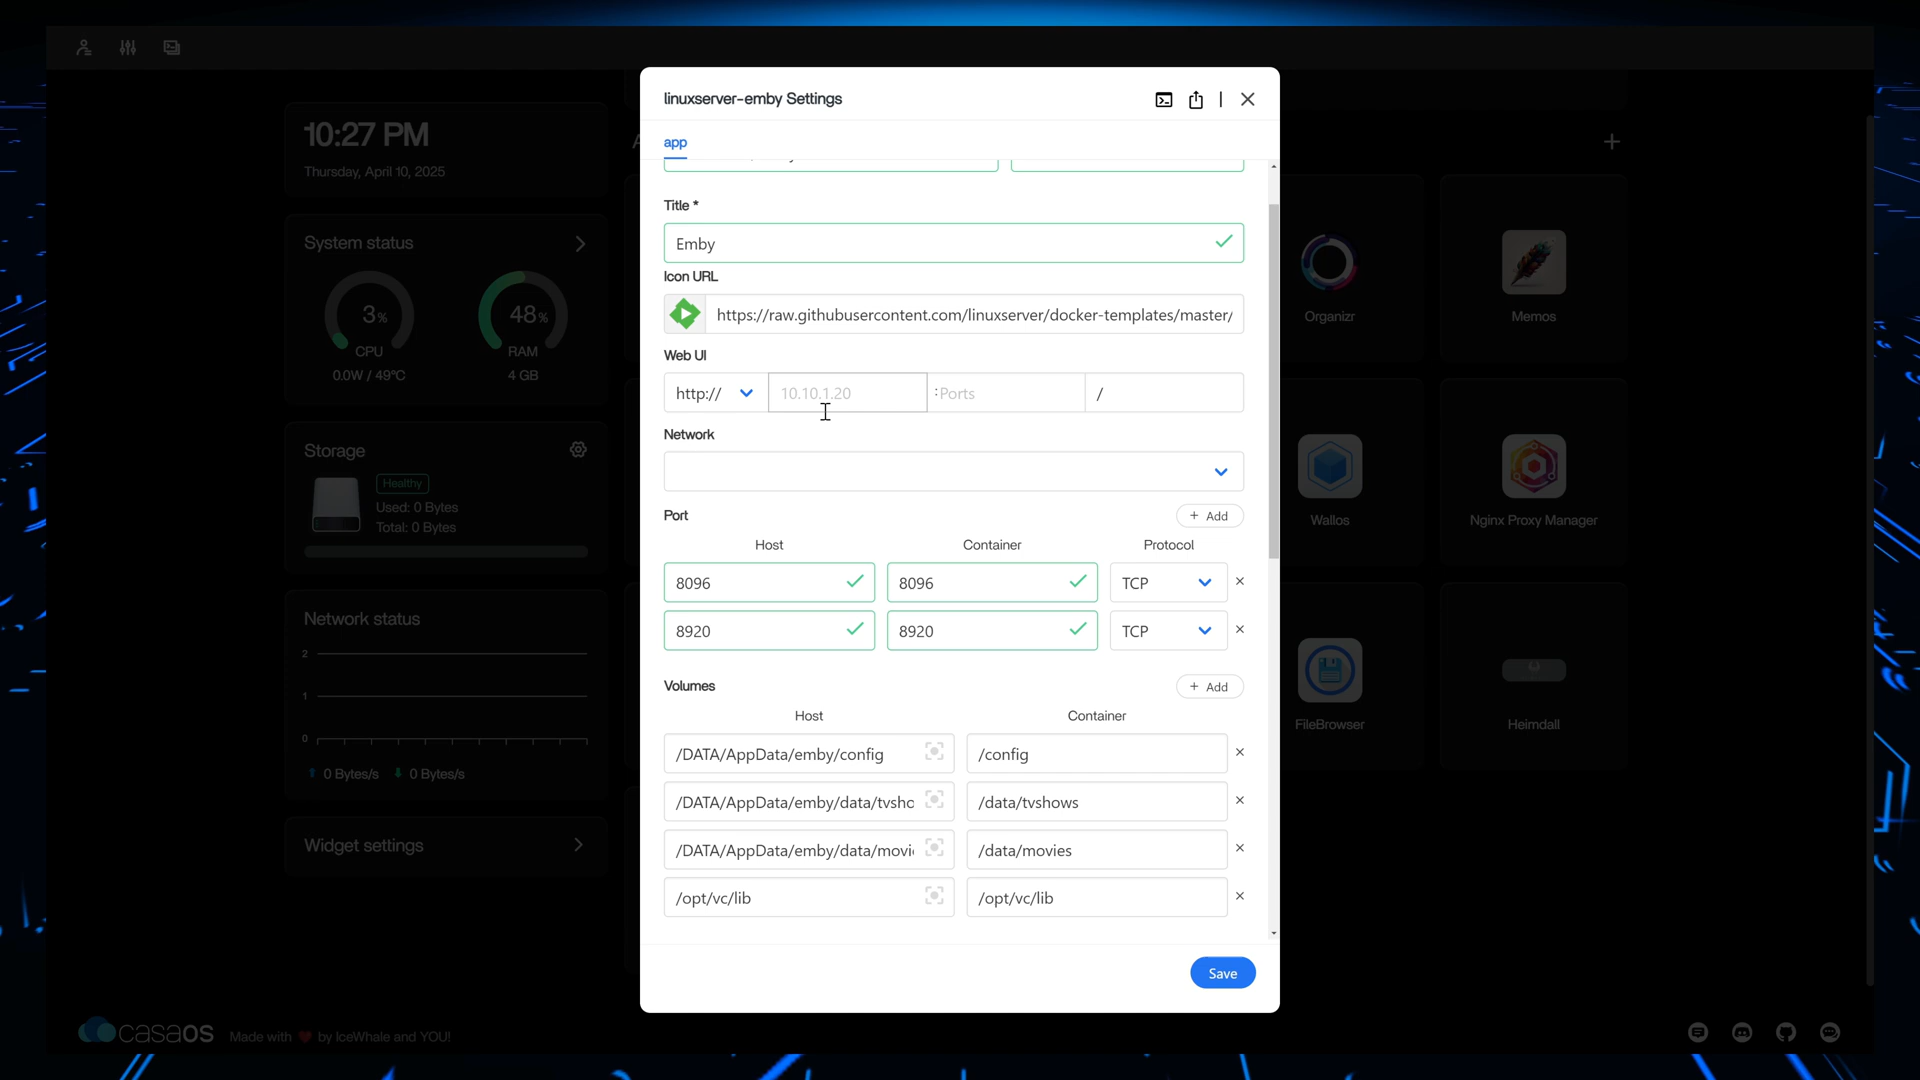 10:27 PM
Thursday, April 10, 2025
System status
3%
CPU
0.0W / 49°C
48%
RAM
4 GB
Storage
Healthy
Used: 0 Bytes
Total: 0 Bytes
Network status
2
1
0
0 Bytes/s 0 Bytes/s
Widget settings
linuxserver-emby Settings
app
Title *
Emby
Icon URL
https://raw.githubusercontent.com/linuxserver/docker-templates/master/
Web UI
http:// 10.10.1.20 :Ports /
Network
Port
+ Add
Host Container Protocol
8096 8096 TCP
8920 8920 TCP
Volumes
+ Add
Host Container
/DATA/AppData/emby/config /config
/DATA/AppData/emby/data/tvsho /data/tvshows
/DATA/AppData/emby/data/movi /data/movies
/opt/vc/lib /opt/vc/lib
Save
Organizr
Memos
Wallos
Nginx Proxy Manager
FileBrowser
Heimdall
casaOS
Made with ❤ by IceWhale and YOU!